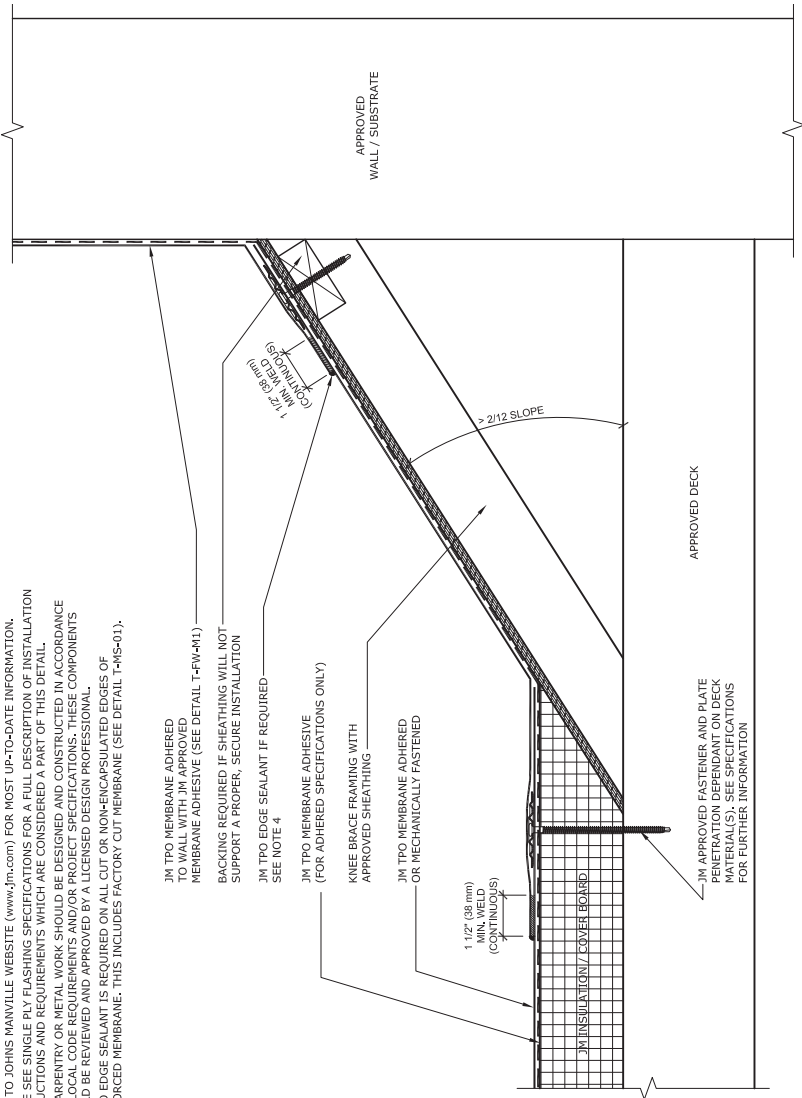 TO JOHNS MANVILLE WEBSITE (www.jm.com) FOR MOST UP-TO-DATE INFORMATION.
E SEE SINGLE PLY FLASHING SPECIFICATIONS FOR A FULL DESCRIPTION OF INSTALLATION
UCTIONS AND REQUIREMENTS WHICH ARE CONSIDERED A PART OF THIS DETAIL.
ARPENTRY OR METAL WORK SHOULD BE DESIGNED AND CONSTRUCTED IN ACCORDANCE
OCAL CODE REQUIREMENTS AND/OR PROJECT SPECIFICATIONS. THESE COMPONENTS
D BE REVIEWED AND APPROVED BY A LICENSED DESIGN PROFESSIONAL.
O EDGE SEALANT IS REQUIRED ON ALL CUT OR NON-ENCAPSULATED EDGES OF
ORCED MEMBRANE. THIS INCLUDES FACTORY CUT MEMBRANE (SEE DETAIL T-MS-01).
JM TPO MEMBRANE ADHERED
TO WALL WITH JM APPROVED
MEMBRANE ADHESIVE (SEE DETAIL T-FW-M1)
BACKING REQUIRED IF SHEATHING WILL NOT
SUPPORT A PROPER, SECURE INSTALLATION
JM TPO EDGE SEALANT IF REQUIRED
SEE NOTE 4
JM TPO MEMBRANE ADHESIVE
(FOR ADHERED SPECIFICATIONS ONLY)
KNEE BRACE FRAMING WITH
APPROVED SHEATHING
JM TPO MEMBRANE ADHERED
OR MECHANICALLY FASTENED
1 1/2" (38 mm)
MIN. WELD
(CONTINUOUS)
APPROVED
WALL / SUBSTRATE
1 1/2" (38 mm)
MIN. WELD
(CONTINUOUS)
> 2/12 SLOPE
JM INSULATION / COVER BOARD
APPROVED DECK
JM APPROVED FASTENER AND PLATE
PENETRATION DEPENDANT ON DECK
MATERIAL(S). SEE SPECIFICATIONS
FOR FURTHER INFORMATION